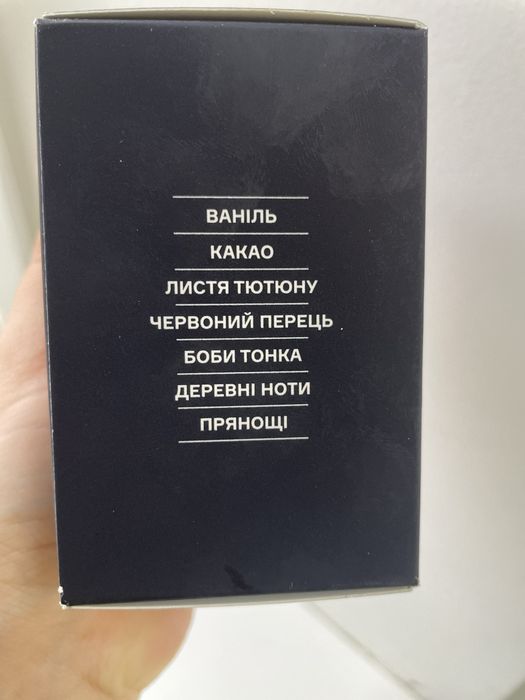 ВАНІЛЬ
КАКАО
ЛИСТЯ ТЮТЮНУ
ЧЕРВОНИЙ ПЕРЕЦЬ
БОБИ ТОНКА
ДЕРЕВНІ НОТИ
ПРЯНОЩІ